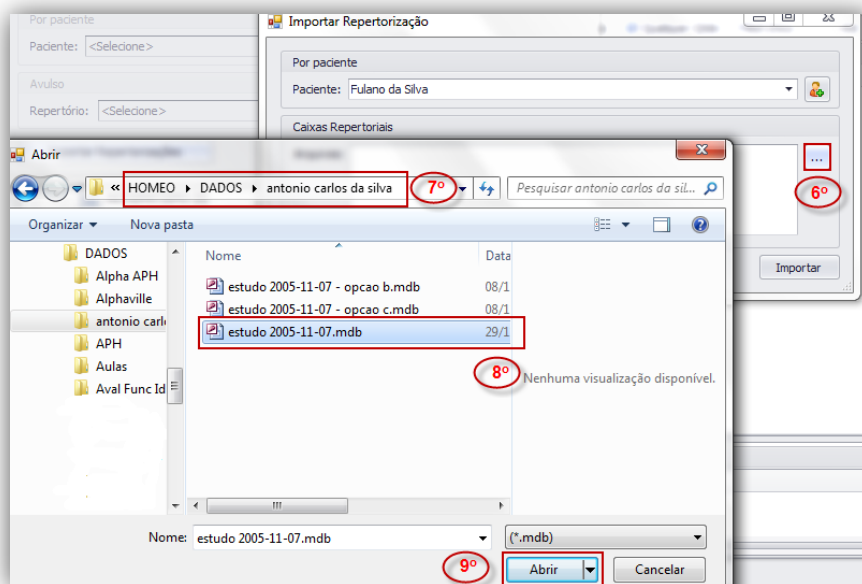 Por paciente
Paciente: <Selecione>
Avulso
Repertório: <Selecione>
Importar Repertorização
Por paciente
Paciente: Fulano da Silva
Caixas Repertoriais
...
6º
Importar
Abrir
« HOMEO ▸ DADOS ▸ antonio carlos da silva
7º
Pesquisar antonio carlos da sil...
Organizar
Nova pasta
DADOS
Alpha APH
Alphaville
antonio carl
APH
Aulas
Aval Func Id
Nome
Data
estudo 2005-11-07 - opcao b.mdb 08/1
estudo 2005-11-07 - opcao c.mdb 08/1
estudo 2005-11-07.mdb 29/1
8º
Nenhuma visualização disponível.
Nome: estudo 2005-11-07.mdb
(*.mdb)
9º
Abrir
Cancelar